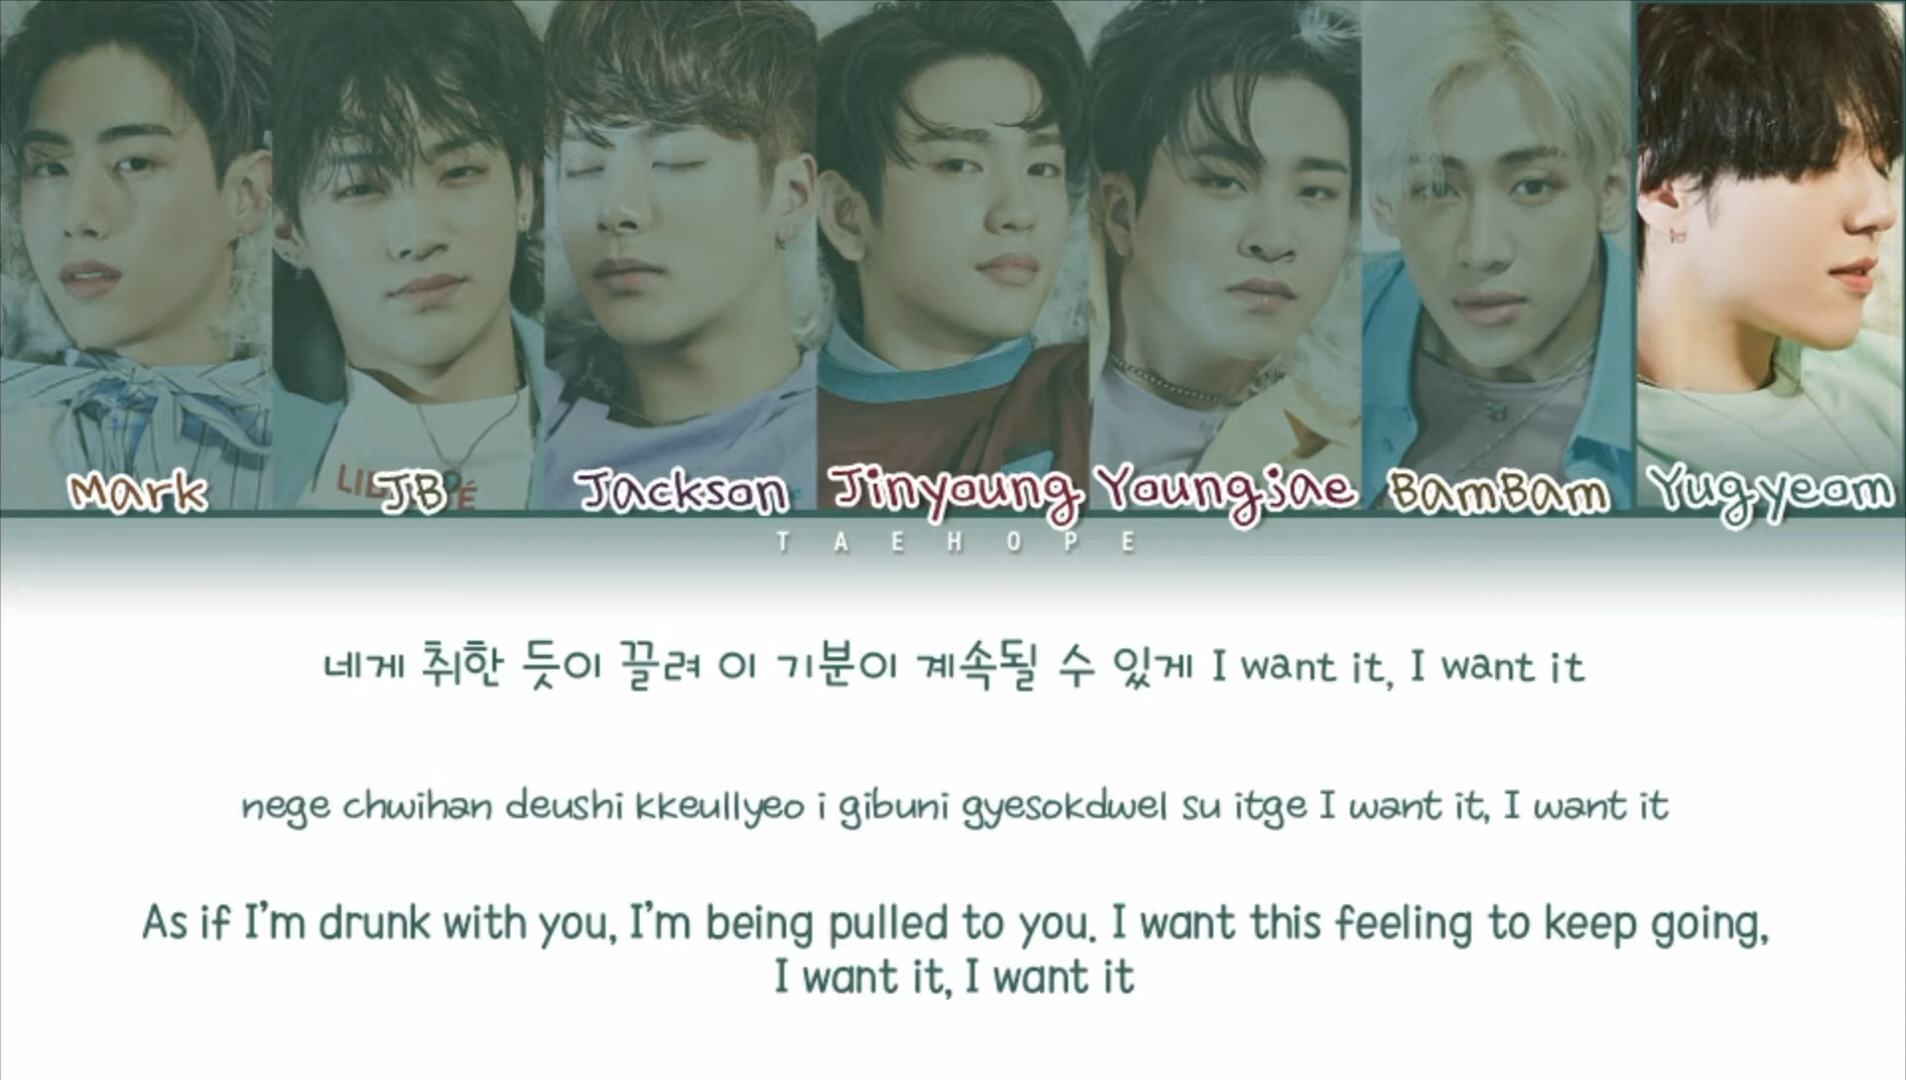 Mark JB Jackson Jinyoung Youngjae BamBam Yugyeom
TAEHOPE
네게 취한 듯이 끌려 이 기분이 계속될 수 있게 I want it, I want it
nege chwihan deushi kkeullyeo i gibuni gyesokdwel su itge I want it, I want it
As if I'm drunk with you, I'm being pulled to you. I want this feeling to keep going,
I want it, I want it